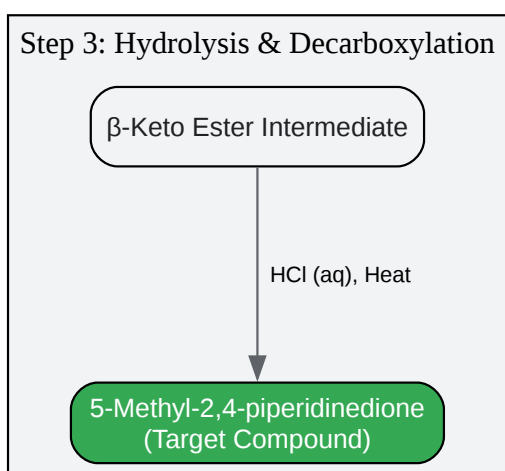 Step 3: Hydrolysis & Decarboxylation
β-Keto Ester Intermediate
HCl (aq), Heat
5-Methyl-2,4-piperidinedione
(Target Compound)